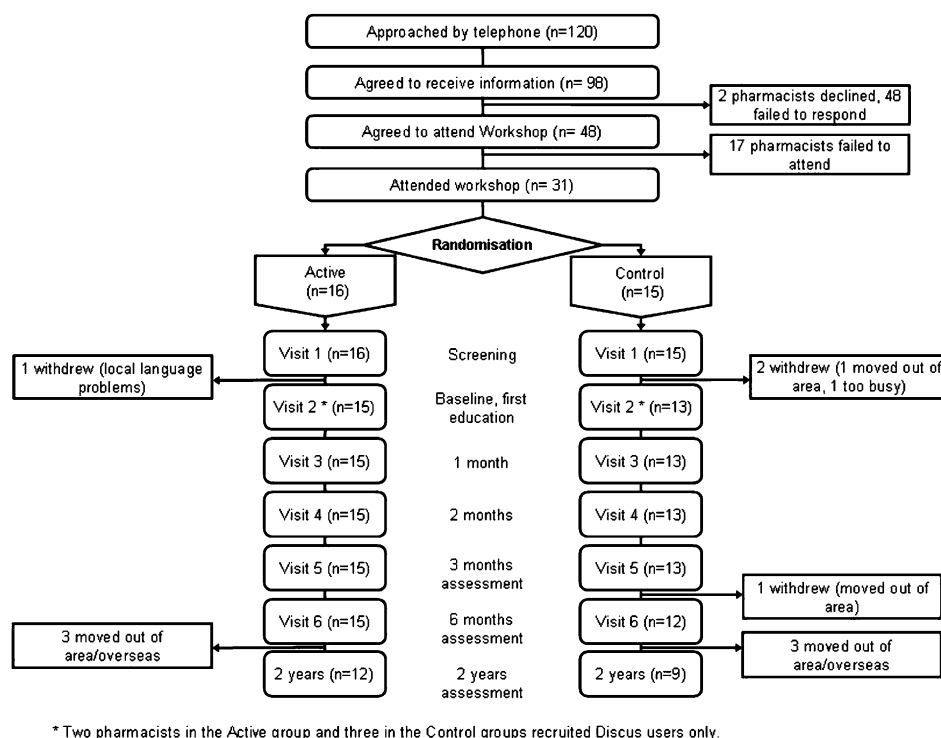 Approached by telephone (n=120)
Agreed to receive information (n= 98)
2 pharmacists declined, 48
failed to respond
Agreed to attend Workshop (n= 48)
17 pharmacists failed to
attend
Attended workshop (n= 31)
Randomisation
Active
(n=16)
Control
(n=15)
Visit 1 (n=16)
Screening
Visit 1 (n=15)
1 withdrew (local language
problems)
2 withdrew (1 moved out of
area, 1 too busy)
Visit 2 * (n=15)
Baseline, first
education
Visit 2 * (n=13)
Visit 3 (n=15)
1 month
Visit 3 (n=13)
Visit 4 (n=15)
2 months
Visit 4 (n=13)
Visit 5 (n=15)
3 months
assessment
Visit 5 (n=13)
1 withdrew (moved out of
area)
Visit 6 (n=15)
6 months
assessment
Visit 6 (n=12)
3 moved out of
area/overseas
3 moved out of
area/overseas
2 years (n=12)
2 years
assessment
2 years (n=9)
* Two pharmacists in the Active group and three in the Control groups recruited Discus users only.